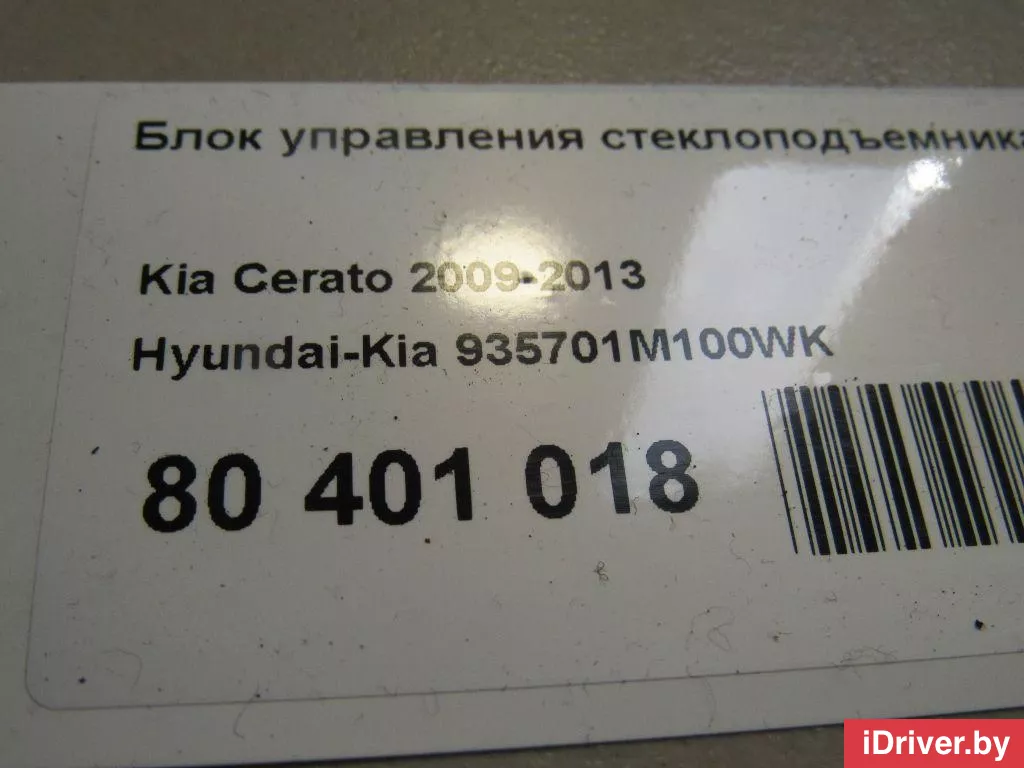 Блок управления стеклоподъемника
Kia Cerato 2009-2013
Hyundai-Kia 935701M100WK
80 401 018
iDriver.by